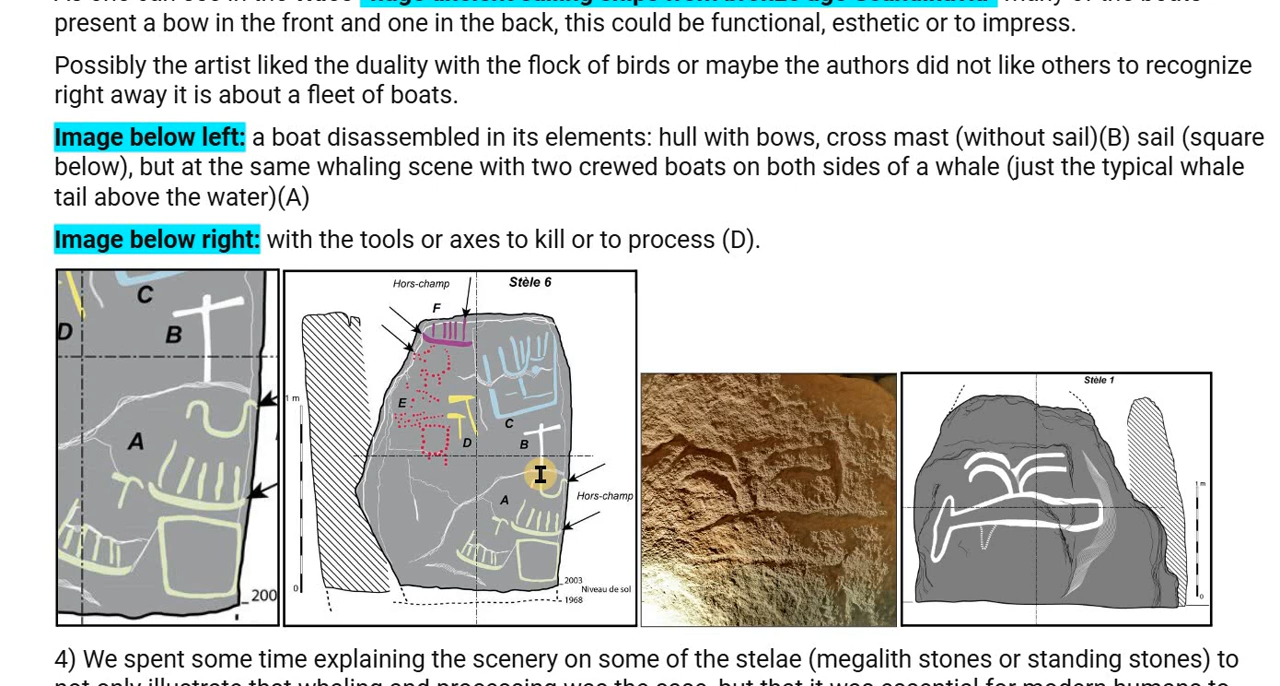 present a bow in the front and one in the back, this could be functional, esthetic or to impress.
Possibly the artist liked the duality with the flock of birds or maybe the authors did not like others to recognize
right away it is about a fleet of boats.
Image below left: a boat disassembled in its elements: hull with bows, cross mast (without sail)(B) sail (square
below), but at the same whaling scene with two crewed boats on both sides of a whale (just the typical whale
tail above the water)(A)
Image below right: with the tools or axes to kill or to process (D).
C
D
B
A
200
Hors-champ
Stèle 6
F
1 m
E
C
D
B
A
Hors-champ
0
2003
Niveau de sol
1968
Stèle 1
m
0
4) We spent some time explaining the scenery on some of the stelae (megalith stones or standing stones) to